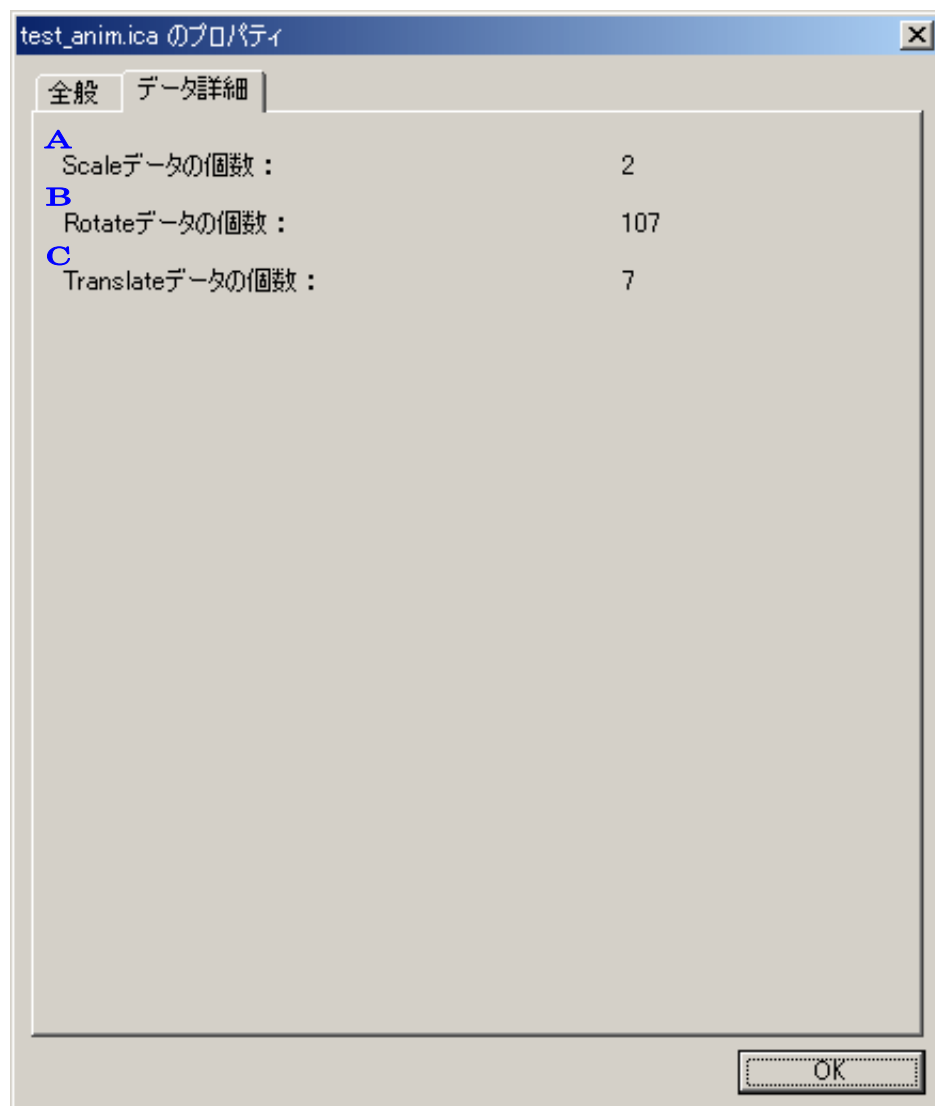 test_anim.ica のプロパティ
全般 データ詳細
A
Scaleデータの個数： 2
B
Rotateデータの個数： 107
C
Translateデータの個数： 7
OK